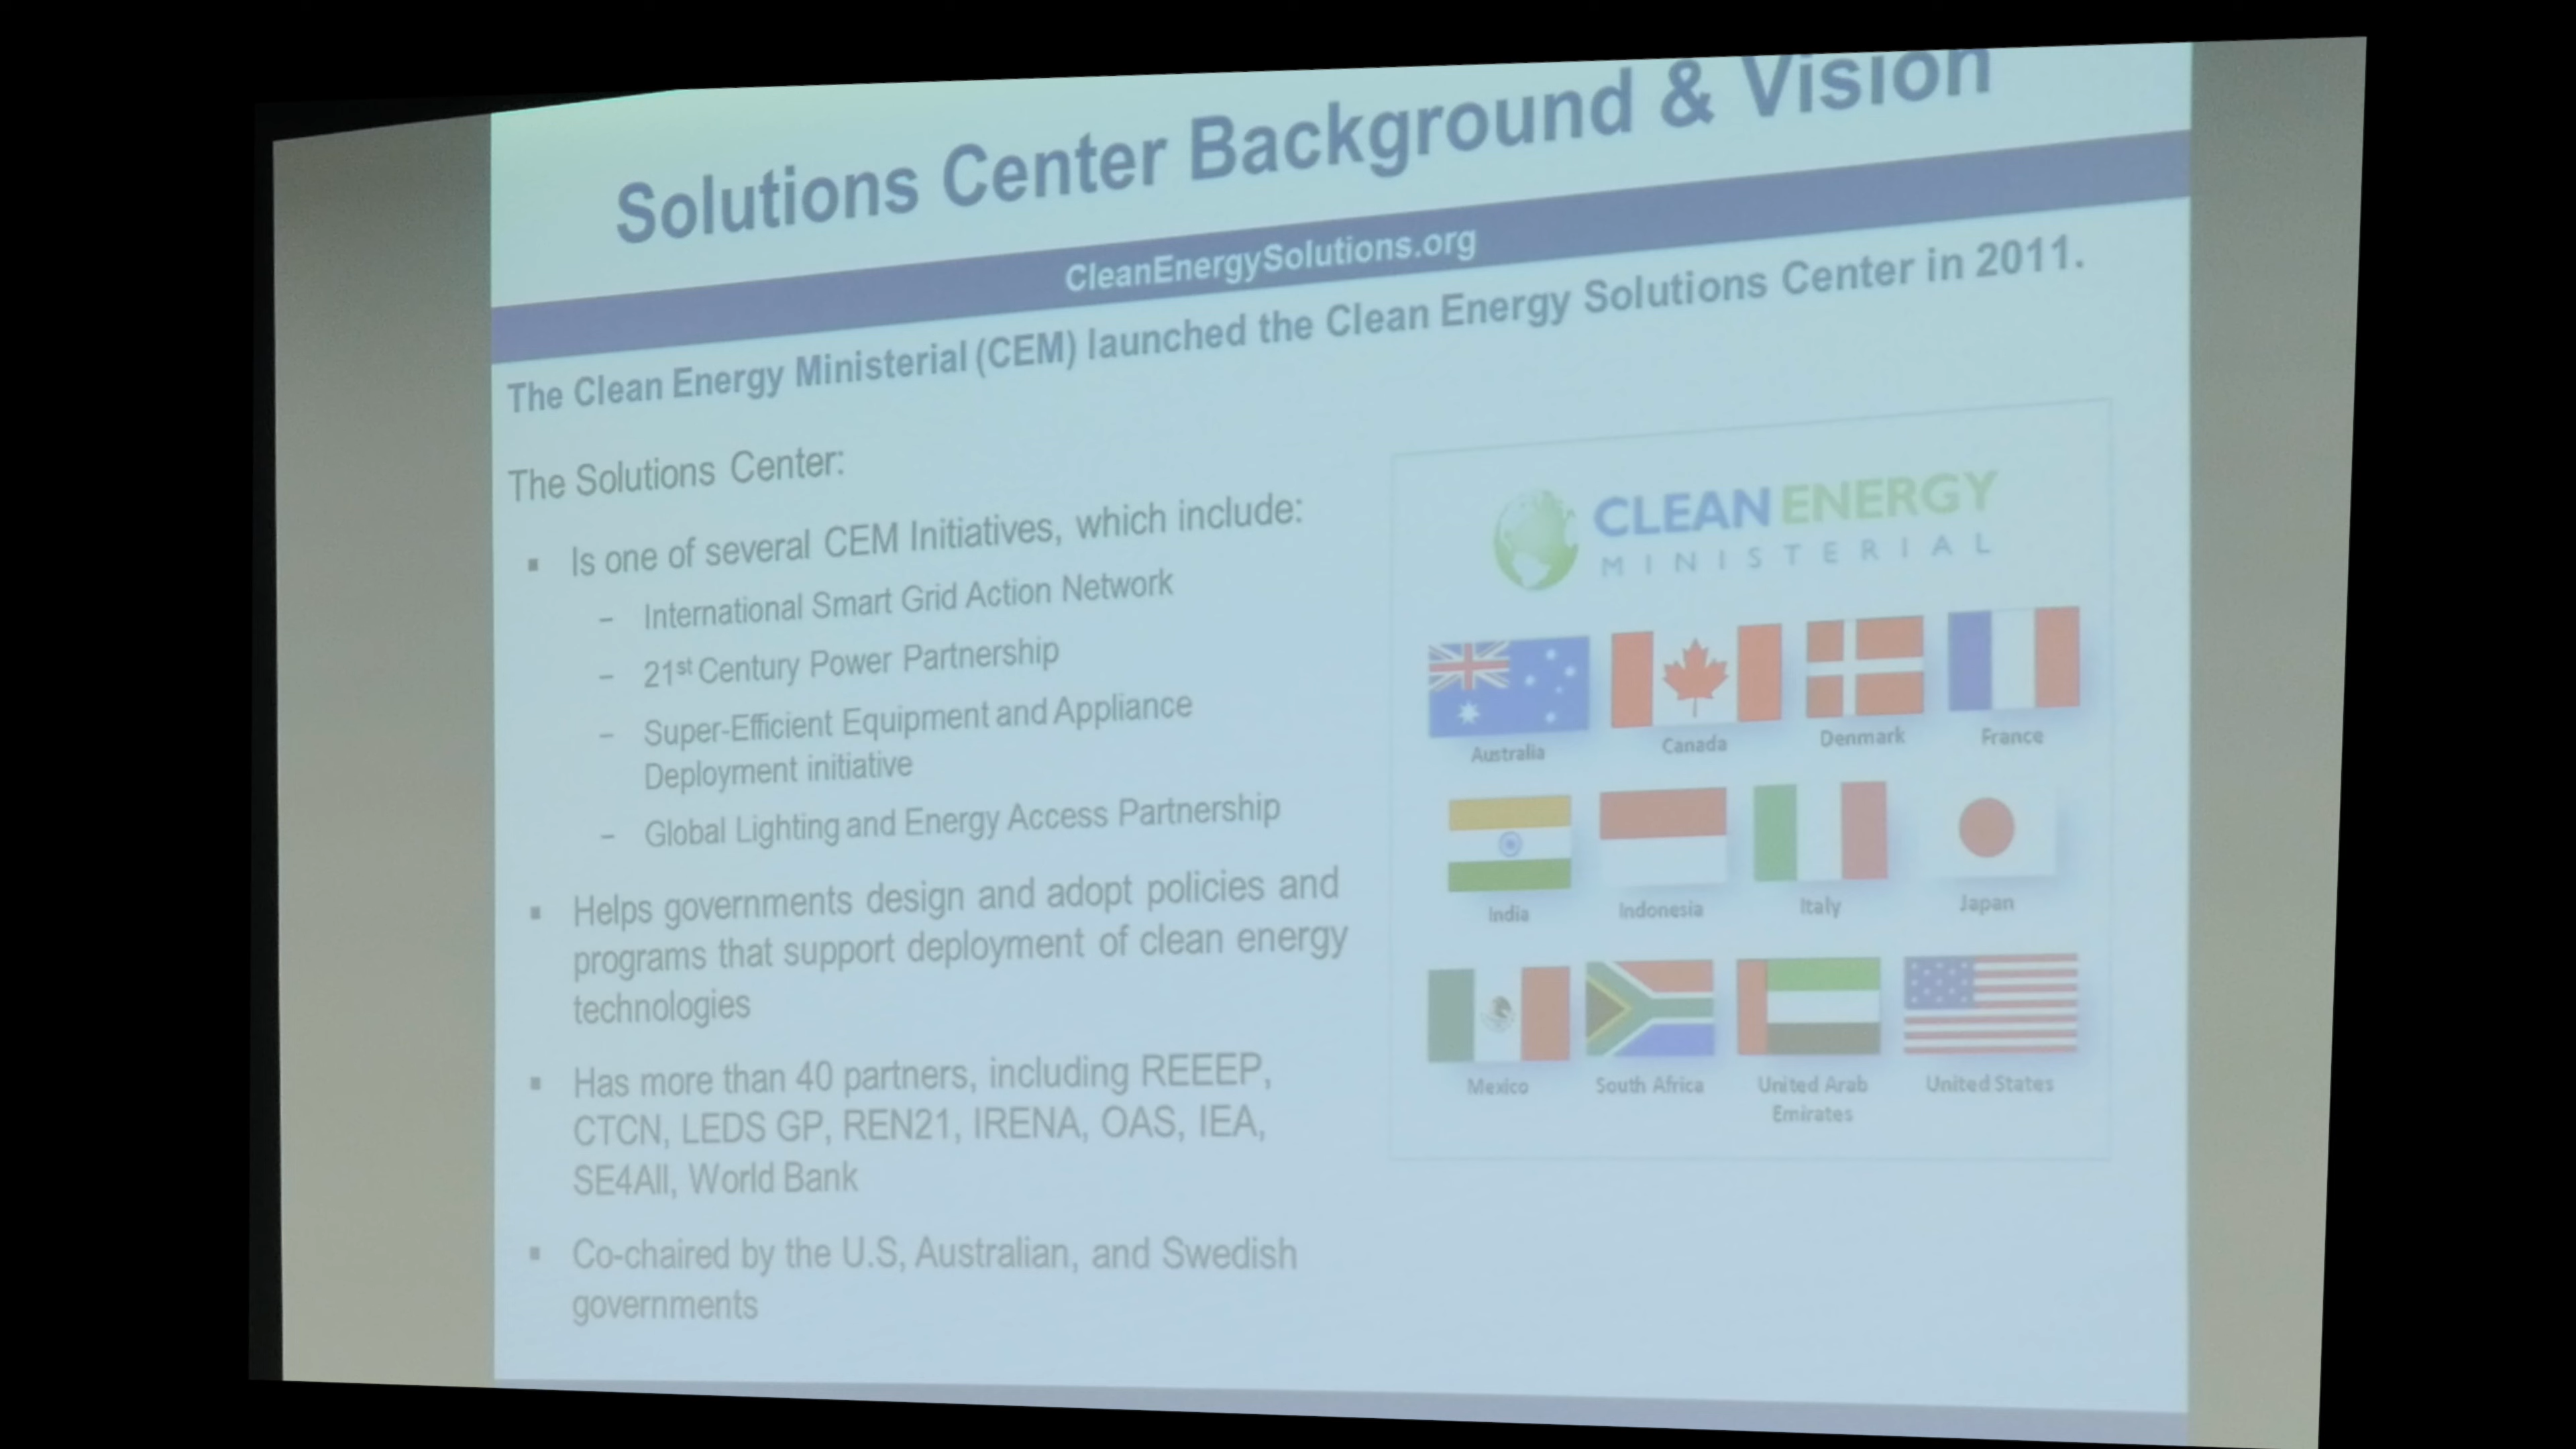 Solutions Center Background & Vision
CleanEnergySolutions.org
The Clean Energy Ministerial (CEM) launched the Clean Energy Solutions Center in 2011.
The Solutions Center:
▪ Is one of several CEM Initiatives, which include:
– International Smart Grid Action Network
– 21st Century Power Partnership
– Super-Efficient Equipment and Appliance
Deployment initiative
– Global Lighting and Energy Access Partnership
▪ Helps governments design and adopt policies and
programs that support deployment of clean energy
technologies
▪ Has more than 40 partners, including REEEP,
CTCN, LEDS GP, REN21, IRENA, OAS, IEA,
SE4All, World Bank
▪ Co-chaired by the U.S, Australian, and Swedish
governments
CLEAN ENERGY
MINISTERIAL
Australia Canada Denmark France
India Indonesia Italy Japan
Mexico South Africa United Arab United States
Emirates